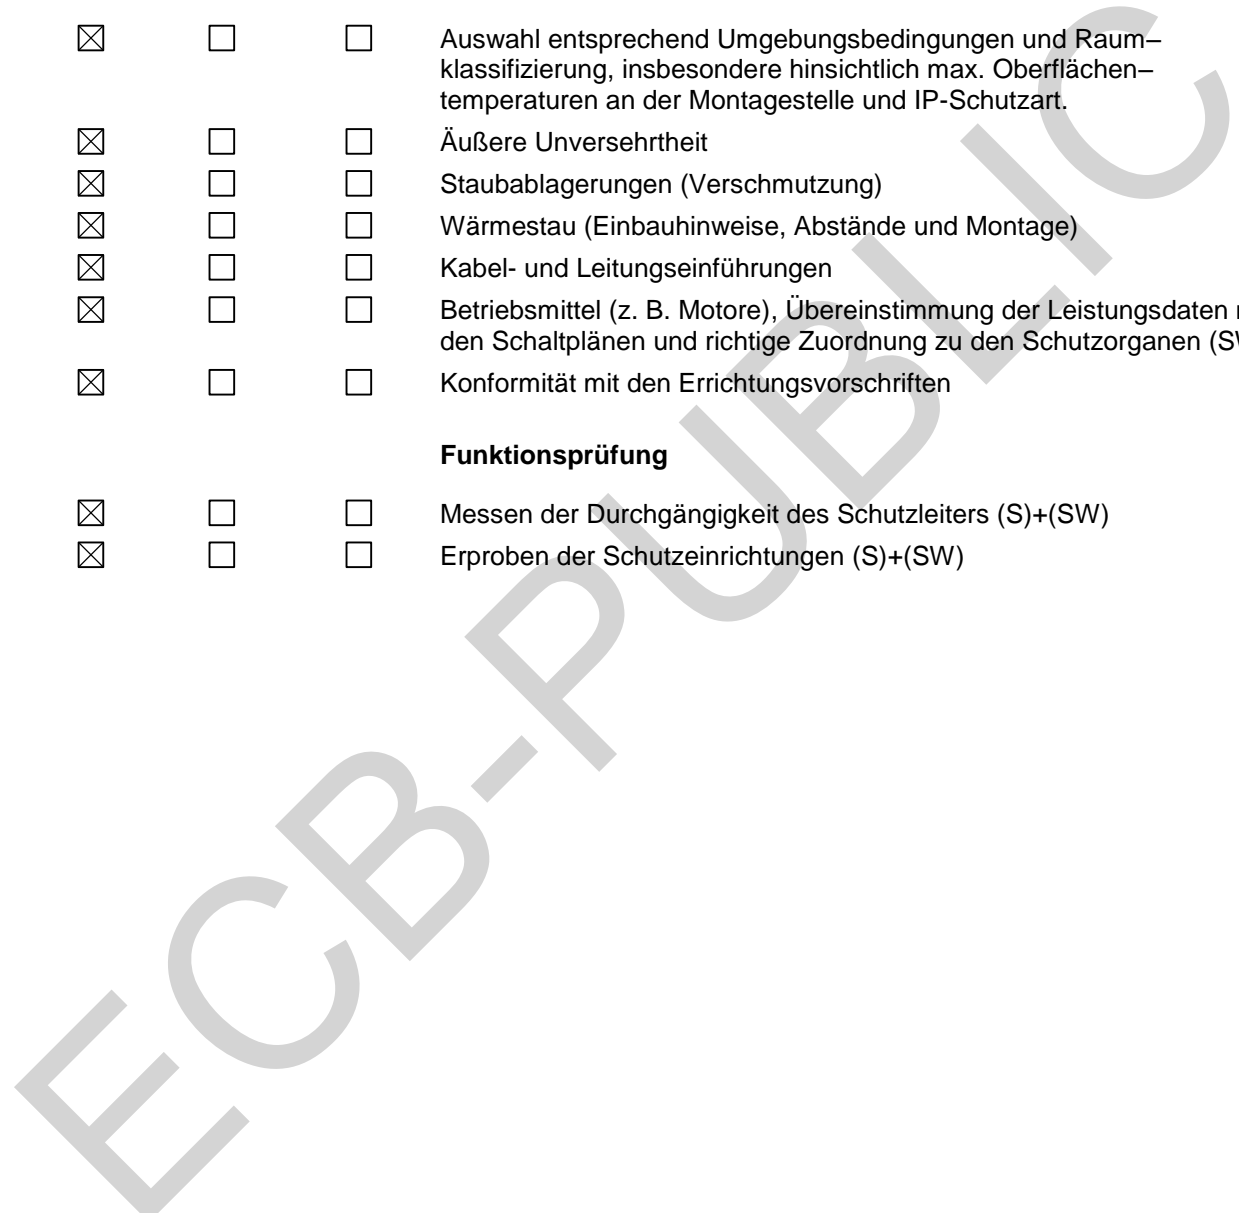 ☒ ☐ ☐ Auswahl entsprechend Umgebungsbedingungen und Raum–
klassifizierung, insbesondere hinsichtlich max. Oberflächen–
temperaturen an der Montagestelle und IP-Schutzart.
☒ ☐ ☐ Äußere Unversehrtheit
☒ ☐ ☐ Staubablagerungen (Verschmutzung)
☒ ☐ ☐ Wärmestau (Einbauhinweise, Abstände und Montage)
☒ ☐ ☐ Kabel- und Leitungseinführungen
☒ ☐ ☐ Betriebsmittel (z. B. Motore), Übereinstimmung der Leistungsdaten
den Schaltplänen und richtige Zuordnung zu den Schutzorganen
☒ ☐ ☐ Konformität mit den Errichtungsvorschriften
Funktionsprüfung
☒ ☐ ☐ Messen der Durchgängigkeit des Schutzleiters (S)+(SW)
☒ ☐ ☐ Erproben der Schutzeinrichtungen (S)+(SW)
ECB-PUBLIC